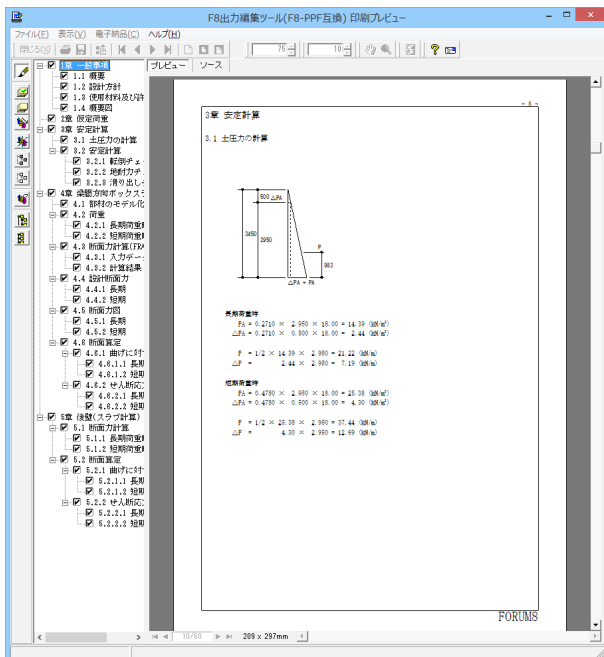 F8出力編集ツール(F8-PPF互換) 印刷プレビュー
ファイル(F) 表示(V) 電子納品(C) ヘルプ(H)
閉じる(X)
75
10
プレビュー ソース
1章 一般事項
1.1 概要
1.2 設計方針
1.3 使用材料及び許
1.4 概要図
2章 仮定荷重
3章 安定計算
3.1 土圧力の計算
3.2 安定計算
3.2.1 転倒チェ
3.2.2 地耐力チ
3.2.3 滑り出し
4章 梁間方向ボックスラ
4.1 部材のモデル化
4.2 荷重
4.2.1 長期荷重
4.2.2 短期荷重
4.3 断面力計算(FRA
4.3.1 入力デー
4.3.2 計算結果
4.4 設計断面力
4.4.1 長期
4.4.2 短期
4.5 断面力図
4.5.1 長期
4.5.2 短期
4.6 断面算定
4.6.1 曲げに対
4.6.1.1 長期
4.6.1.2 短期
4.6.2 せん断応
4.6.2.1 長期
4.6.2.2 短期
5章 後壁(スラブ計算)
5.1 断面力計算
5.1.1 長期荷重
5.1.2 短期荷重
5.2 断面算定
5.2.1 曲げに対
5.2.1.1 長期
5.2.1.2 短期
5.2.2 せん断応
5.2.2.1 長期
5.2.2.2 短期
- 8 -
3章 安定計算
3.1 土圧力の計算
500 △PA
3450
2950
P
983
△PA + PA
長期荷重時
PA = 0.2710 × 2.950 × 18.00 = 14.39 (kN/m²)
△PA = 0.2710 × 0.500 × 18.00 = 2.44 (kN/m²)
P = 1/2 × 14.39 × 2.950 = 21.22 (kN/m)
△P = 2.44 × 2.950 = 7.19 (kN/m)
短期荷重時
PA = 0.4780 × 2.950 × 18.00 = 25.38 (kN/m²)
△PA = 0.4780 × 0.500 × 18.00 = 4.30 (kN/m²)
P = 1/2 × 25.38 × 2.950 = 37.44 (kN/m)
△P = 4.30 × 2.950 = 12.69 (kN/m)
FORUM8
10/60
209 x 297mm